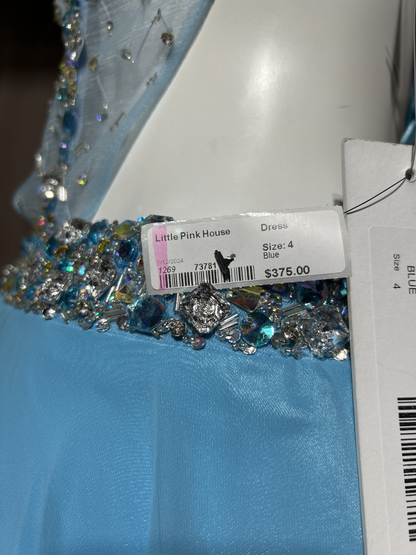 Little Pink House
Dress
Size: 4
Blue
1269
73781
$375.00
BLUE
Size 4